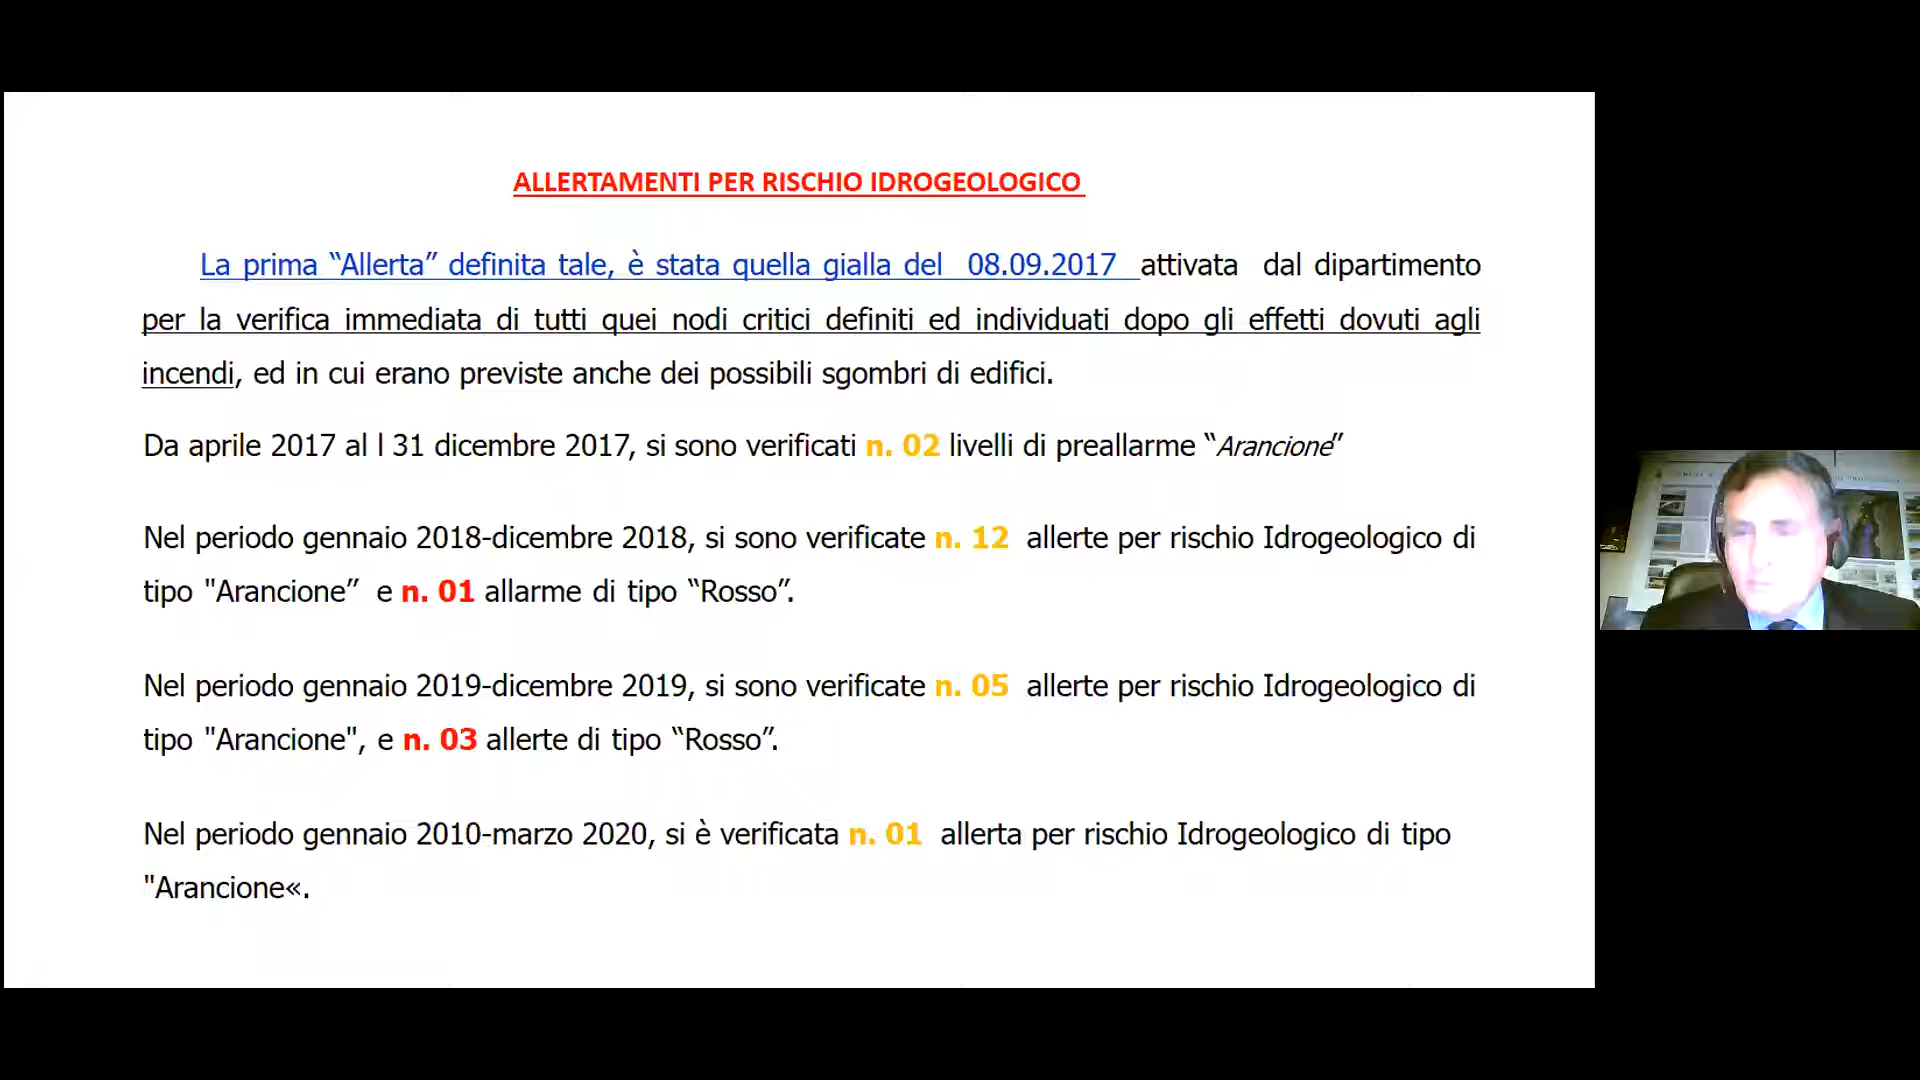 ALLERTAMENTI PER RISCHIO IDROGEOLOGICO
La prima “Allerta” definita tale, è stata quella gialla del 08.09.2017 attivata dal dipartimento
per la verifica immediata di tutti quei nodi critici definiti ed individuati dopo gli effetti dovuti agli
incendi, ed in cui erano previste anche dei possibili sgombri di edifici.
Da aprile 2017 al l 31 dicembre 2017, si sono verificati n. 02 livelli di preallarme “Arancione”
Nel periodo gennaio 2018-dicembre 2018, si sono verificate n. 12 allerte per rischio Idrogeologico di
tipo "Arancione” e n. 01 allarme di tipo “Rosso”.
Nel periodo gennaio 2019-dicembre 2019, si sono verificate n. 05 allerte per rischio Idrogeologico di
tipo "Arancione", e n. 03 allerte di tipo “Rosso”.
Nel periodo gennaio 2010-marzo 2020, si è verificata n. 01 allerta per rischio Idrogeologico di tipo
"Arancione«.